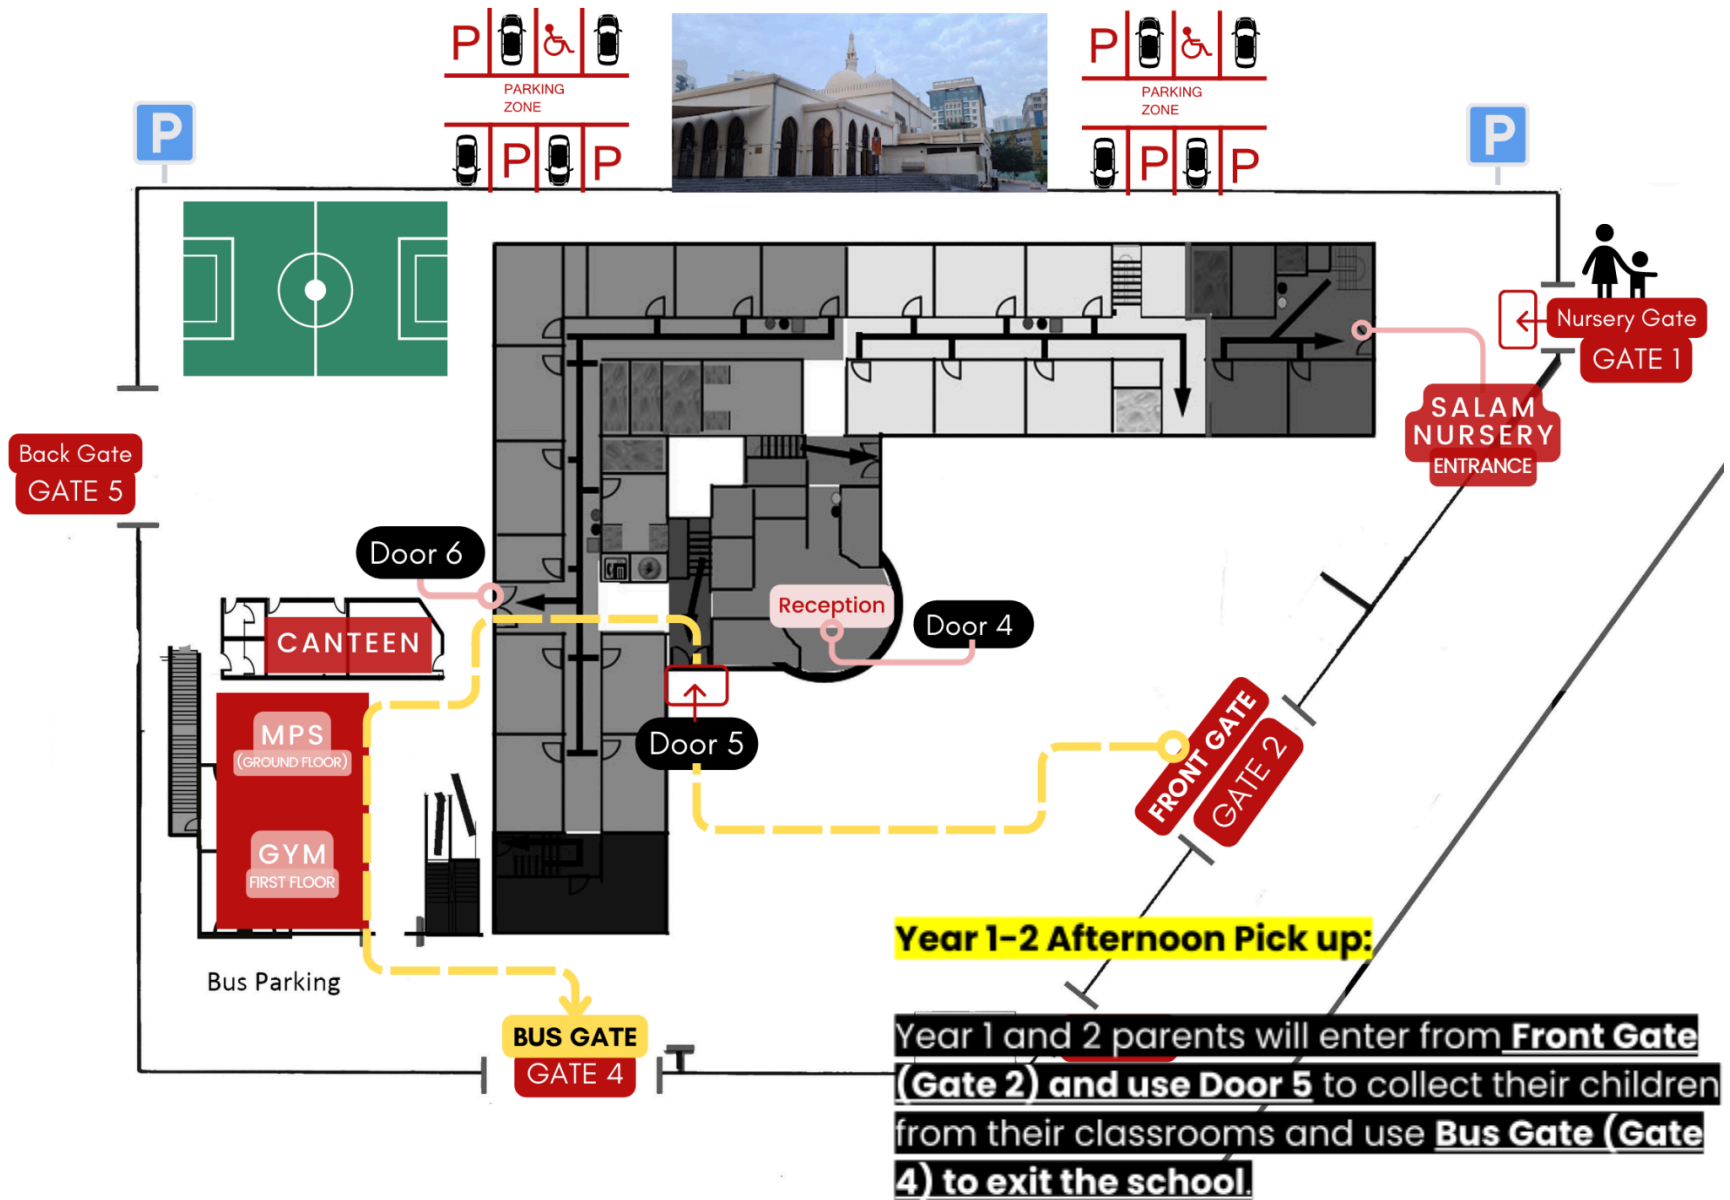 P
P
PARKING
ZONE
PARKING
ZONE
P
P
P
P
P
P
Nursery Gate
GATE 1
SALAM
NURSERY
ENTRANCE
Back Gate
GATE 5
Door 6
Reception
Door 4
CANTEEN
MPS
(GROUND FLOOR)
Door 5
FRONT GATE
GATE 2
GYM
FIRST FLOOR
Bus Parking
BUS GATE
GATE 4
Year 1-2 Afternoon Pick up:
Year 1 and 2 parents will enter from Front Gate
(Gate 2) and use Door 5 to collect their children
from their classrooms and use Bus Gate (Gate
4) to exit the school.